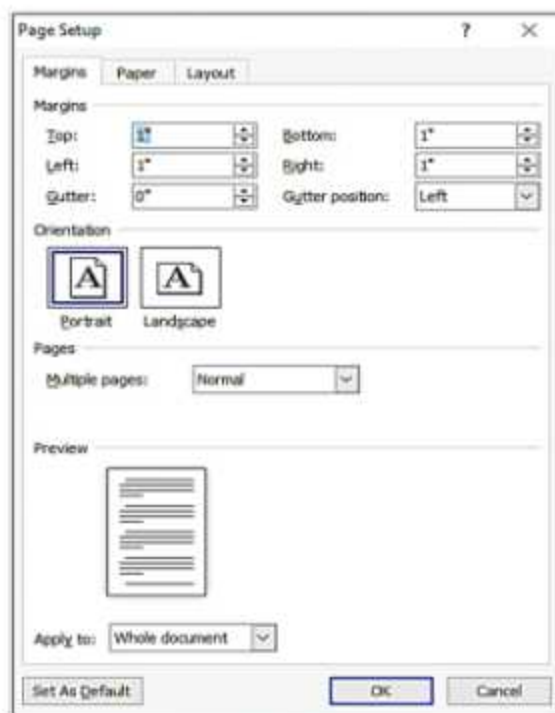 Page Setup ? ×
Margins Paper Layout
Margins
Top: 1" Bottom: 1"
Left: 1" Right: 1"
Gutter: 0" Gutter position: Left
Orientation
A A
Portrait Landscape
Pages
Multiple pages: Normal
Preview
Apply to: Whole document
Set As Default OK Cancel